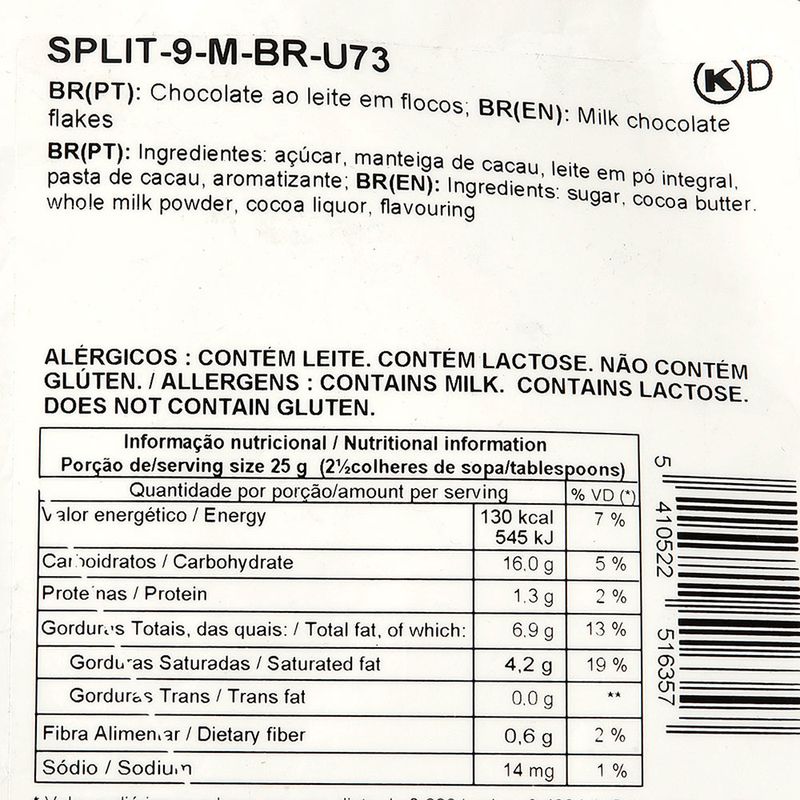 SPLIT-9-M-BR-U73
K D
BR(PT): Chocolate ao leite em flocos; BR(EN): Milk chocolate
flakes
BR(PT): Ingredientes: açúcar, manteiga de cacau, leite em pó integral,
pasta de cacau, aromatizante; BR(EN): Ingredients: sugar, cocoa butter.
whole milk powder, cocoa liquor, flavouring
ALÉRGICOS : CONTÉM LEITE. CONTÉM LACTOSE. NÃO CONTÉM
GLÚTEN. / ALLERGENS : CONTAINS MILK. CONTAINS LACTOSE.
DOES NOT CONTAIN GLUTEN.
Informação nutricional / Nutritional information
Porção de/serving size 25 g (2½colheres de sopa/tablespoons)
Quantidade por porção/amount per serving % VD (*)
Valor energético / Energy 130 kcal 7 %
545 kJ
Carboidratos / Carbohydrate 16.0 g 5 %
Proteínas / Protein 1.3 g 2 %
Gorduras Totais, das quais: / Total fat, of which: 6.9 g 13 %
Gorduras Saturadas / Saturated fat 4,2 g 19 %
Gorduras Trans / Trans fat 0.0 g **
Fibra Alimentar / Dietary fiber 0,6 g 2 %
Sódio / Sodium 14 mg 1 %
5 410522 516357